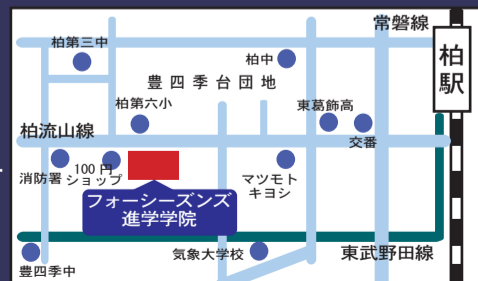 常磐線
柏駅
柏第三中
柏中
豊四季台団地
柏第六小
東葛飾高
交番
柏流山線
消防署
100円
ショップ
マツモト
キヨシ
フォーシーズンズ
進学学院
気象大学校
東武野田線
豊四季中